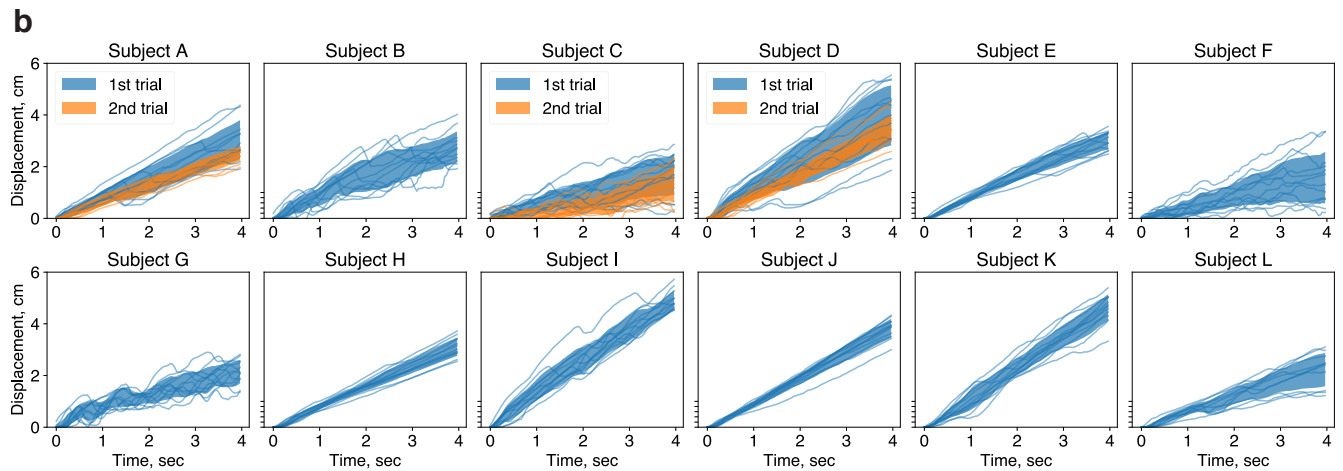 b
Subject A Subject B Subject C Subject D Subject E Subject F
6
1st trial 1st trial 1st trial
2nd trial 2nd trial 2nd trial
4
2
0
Displacement, cm
0 1 2 3 4 0 1 2 3 4 0 1 2 3 4 0 1 2 3 4 0 1 2 3 4 0 1 2 3 4
Subject G Subject H Subject I Subject J Subject K Subject L
6
4
2
0
Displacement, cm
0 1 2 3 4 0 1 2 3 4 0 1 2 3 4 0 1 2 3 4 0 1 2 3 4 0 1 2 3 4
Time, sec Time, sec Time, sec Time, sec Time, sec Time, sec